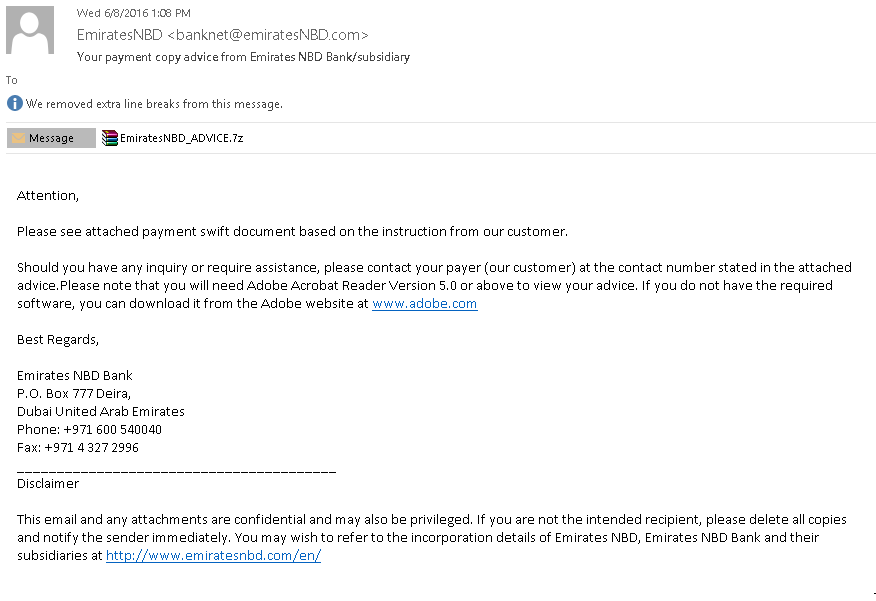 Wed 6/8/2016 1:08 PM
EmiratesNBD <banknet@emiratesNBD.com>
Your payment copy advice from Emirates NBD Bank/subsidiary
To
We removed extra line breaks from this message.
Message EmiratesNBD_ADVICE.7z
Attention,
Please see attached payment swift document based on the instruction from our customer.
Should you have any inquiry or require assistance, please contact your payer (our customer) at the contact number stated in the attached
advice.Please note that you will need Adobe Acrobat Reader Version 5.0 or above to view your advice. If you do not have the required
software, you can download it from the Adobe website at www.adobe.com
Best Regards,
Emirates NBD Bank
P.O. Box 777 Deira,
Dubai United Arab Emirates
Phone: +971 600 540040
Fax: +971 4 327 2996
________________________________________
Disclaimer
This email and any attachments are confidential and may also be privileged. If you are not the intended recipient, please delete all copies
and notify the sender immediately. You may wish to refer to the incorporation details of Emirates NBD, Emirates NBD Bank and their
subsidiaries at http://www.emiratesnbd.com/en/
.